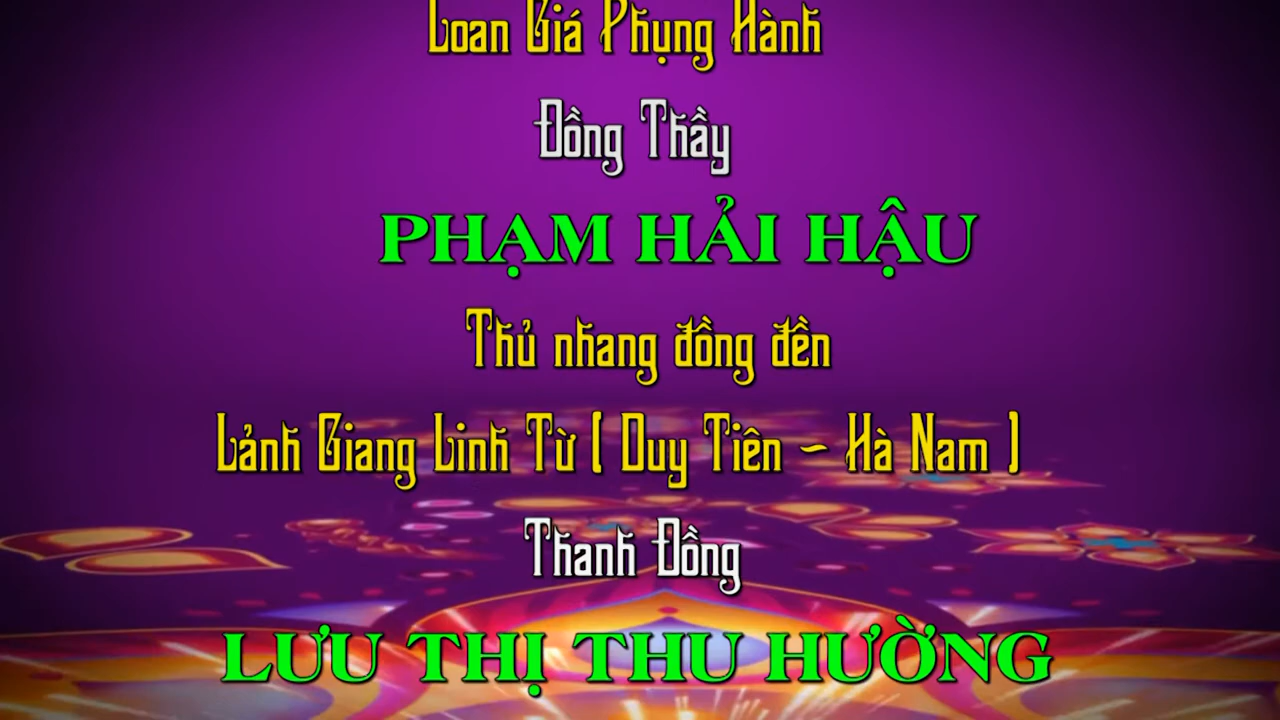 Loan Giá Phụng Hành
Đồng Thầy
PHẠM HẢI HẬU
Thủ nhang đồng đền
Lảnh Giang Linh Từ ( Duy Tiên - Hà Nam )
Thanh Đồng
LƯU THỊ THU HƯỜNG